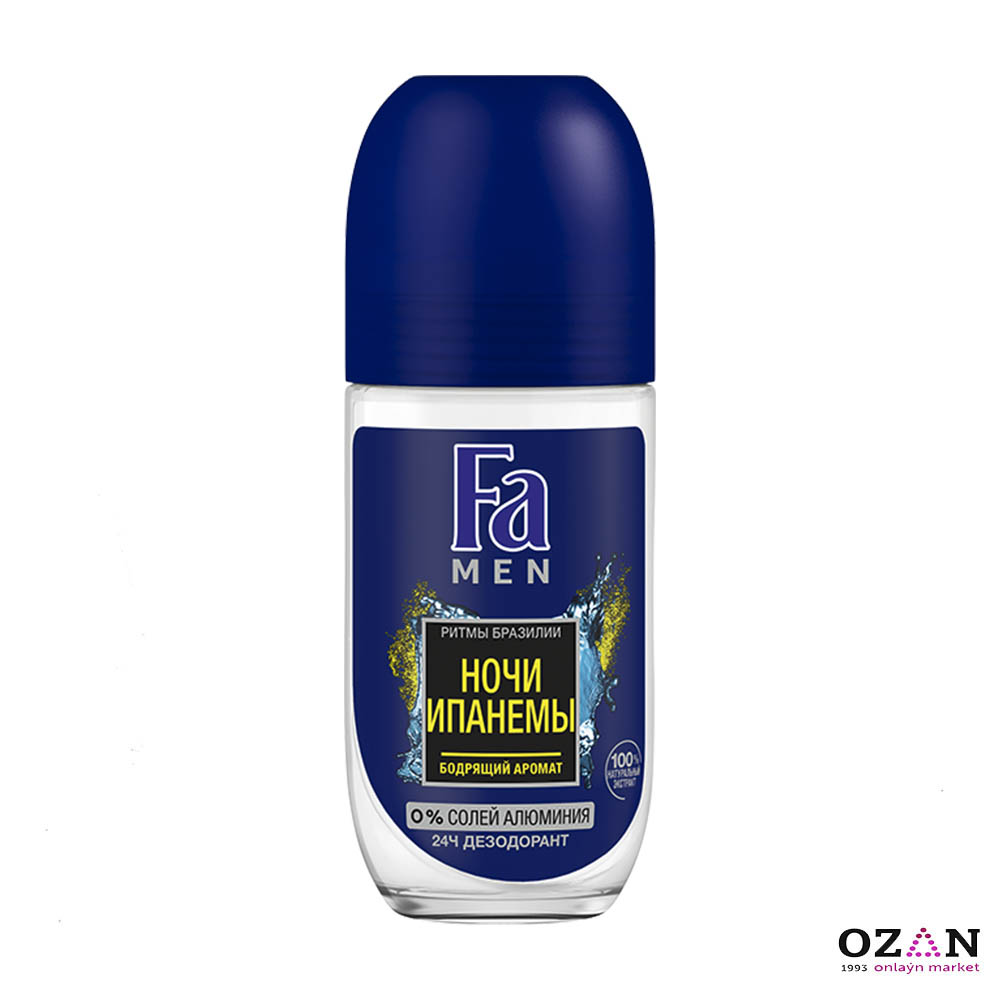 Fa
MEN
РИТМЫ БРАЗИЛИИ
НОЧИ
ИПАНЕМЫ
БОДРЯЩИЙ АРОМАТ
100%
НАТУРАЛЬНЫЙ
ЭКСТРАКТ
0% СОЛЕЙ АЛЮМИНИЯ
24Ч ДЕЗОДОРАНТ
OZAN
1993 onlaýn market